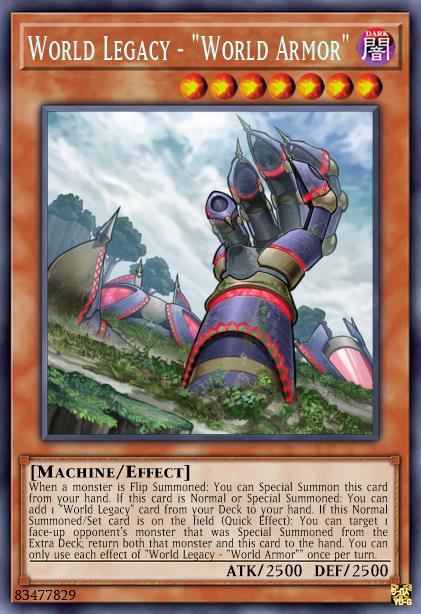 World Legacy - "World Armor"
DARK
闇
[Machine/Effect]
When a monster is Flip Summoned: You can Special Summon this card
from your hand. If this card is Normal or Special Summoned: You can
add 1 "World Legacy" card from your Deck to your hand. If this Normal
Summoned/Set card is on the field (Quick Effect): You can target 1
face-up opponent's monster that was Special Summoned from the
Extra Deck; return both that monster and this card to the hand. You can
only use each effect of "World Legacy - "World Armor"" once per turn.
ATK/2500 DEF/2500
83477829